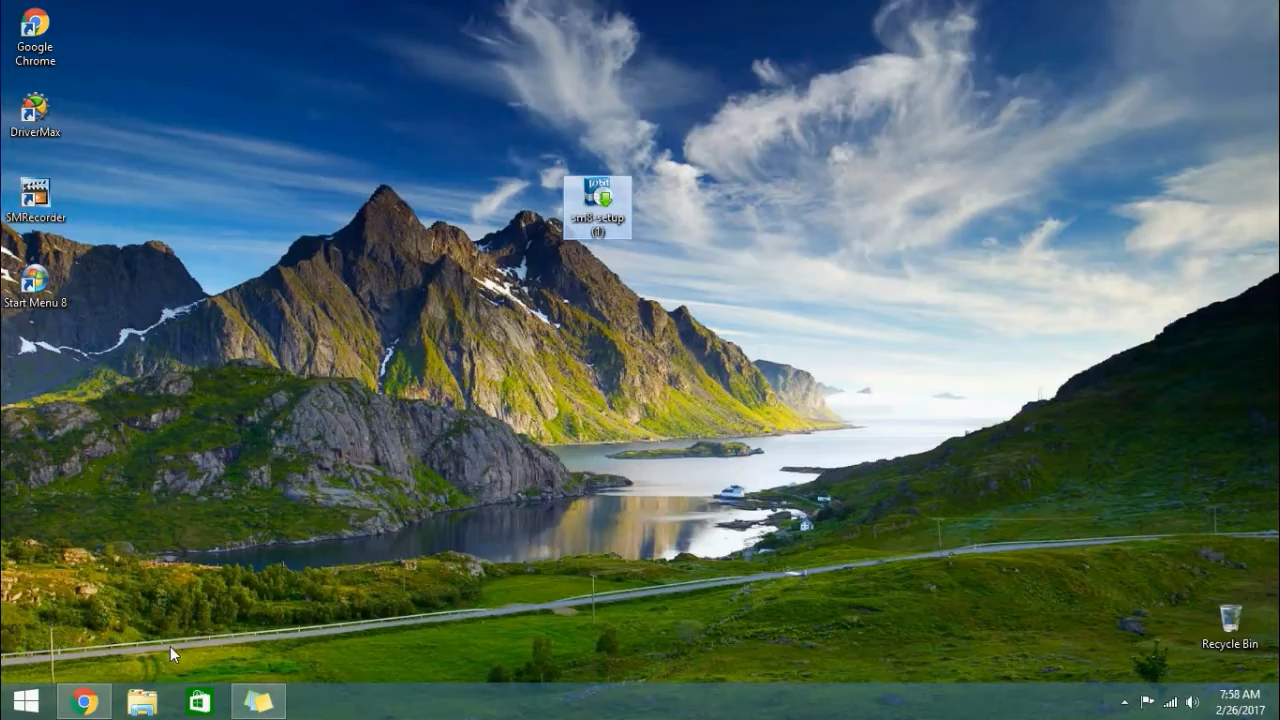 Google
Chrome
DriverMax
SMRecorder
Start Menu 8
sm8-setup
(1)
Recycle Bin
7:58 AM
2/26/2017